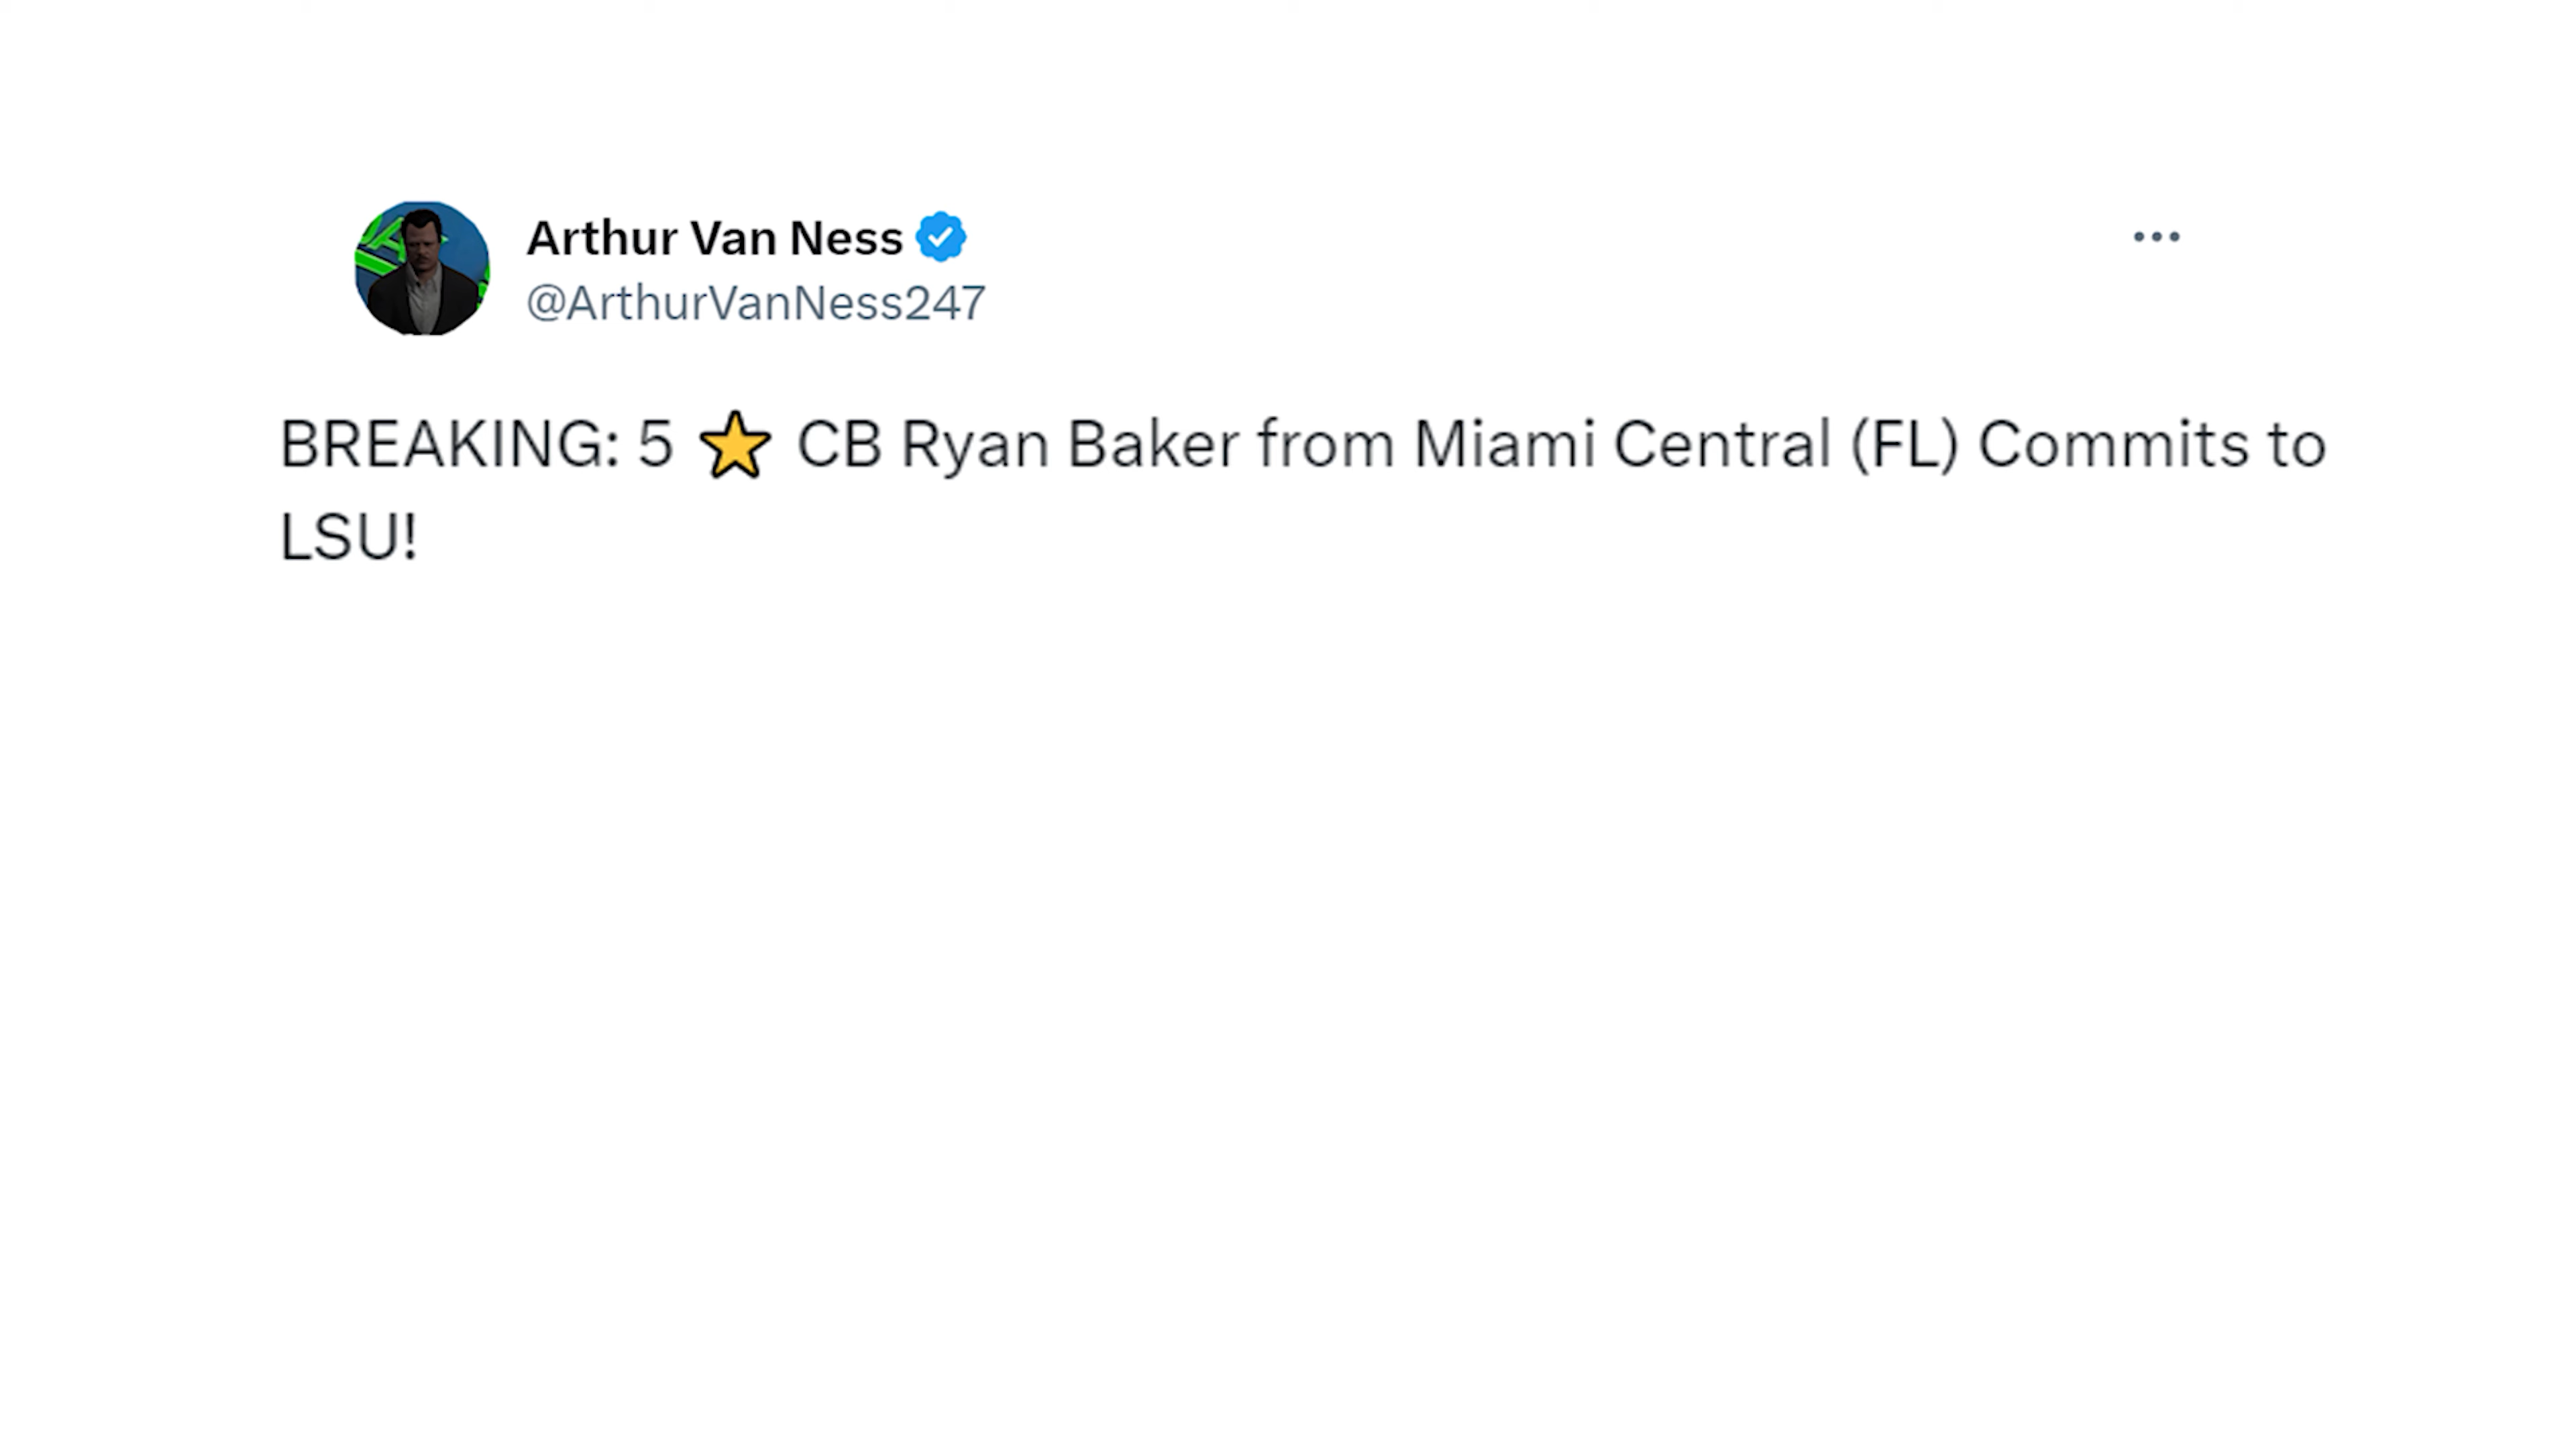 Arthur Van Ness
@ArthurVanNess247
BREAKING: 5 ⭐ CB Ryan Baker from Miami Central (FL) Commits to
LSU!